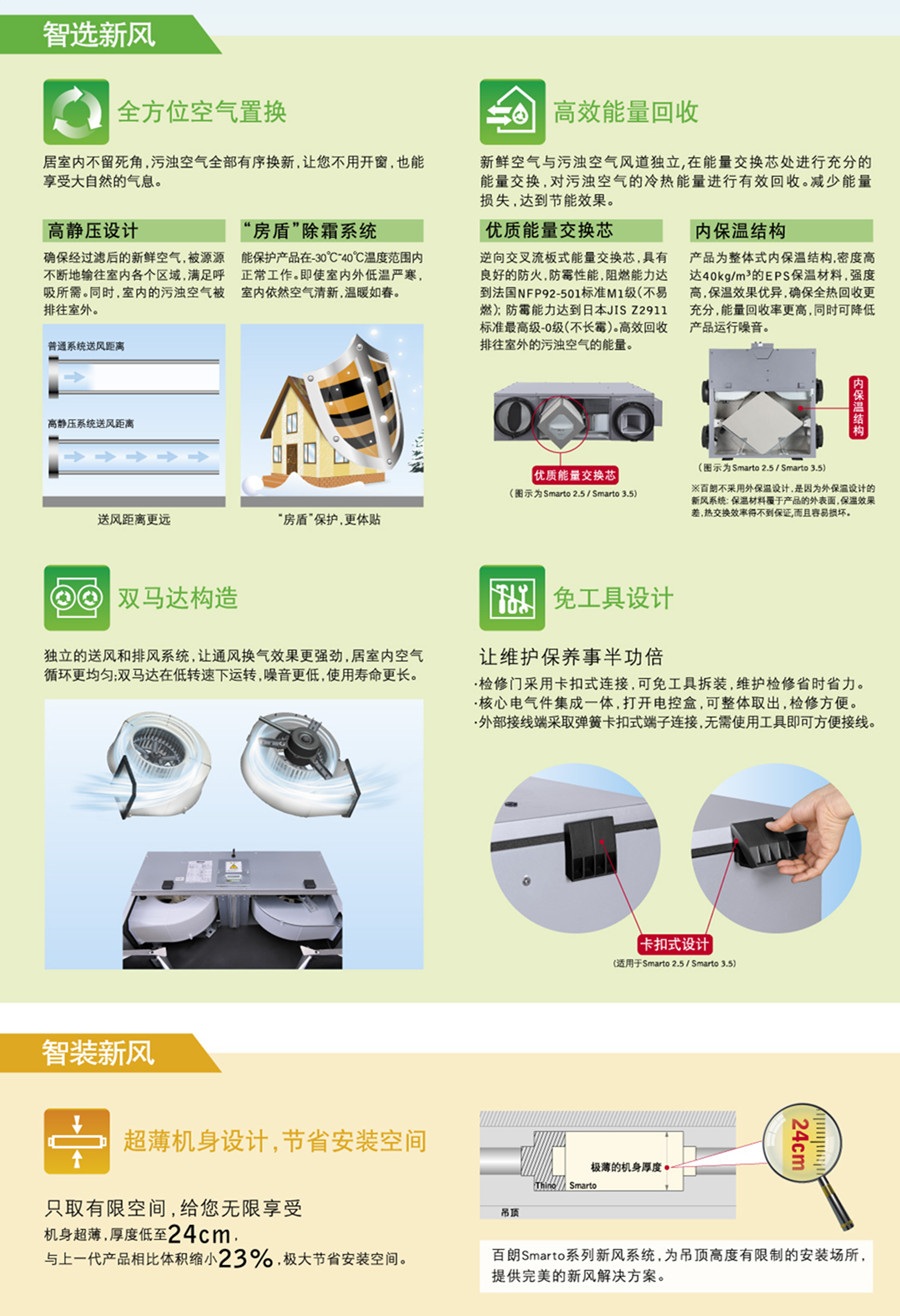 智选新风
全方位空气置换
居室内不留死角,污浊空气全部有序换新,让您不用开窗,也能
享受大自然的气息。
高静压设计
确保经过滤后的新鲜空气,被源源
不断地输往室内各个区域,满足呼
吸所需。同时,室内的污浊空气被
排往室外。
普通系统送风距离
高静压系统送风距离
送风距离更远
“房盾”除霜系统
能保护产品在-30℃~40℃温度范围内
正常工作。即使室内外低温严寒,
室内依然空气清新,温暖如春。
“房盾”保护,更体贴
高效能量回收
新鲜空气与污浊空气风道独立,在能量交换芯处进行充分的
能量交换,对污浊空气的冷热能量进行有效回收。减少能量
损失,达到节能效果。
优质能量交换芯
逆向交叉流板式能量交换芯,具有
良好的防火,防霉性能,阻燃能力达
到法国NFP92-501标准M1级(不易
燃);防霉能力达到日本JIS Z2911
标准最高级-0级(不长霉)。高效回收
排往室外的污浊空气的能量。
优质能量交换芯
(图示为Smarto 2.5 / Smarto 3.5)
内保温结构
产品为整体式内保温结构,密度高
达40kg/m³的EPS保温材料,强度
高,保温效果优异,确保全热回收更
充分,能量回收率更高,同时可降低
产品运行噪音。
内保温结构
(图示为Smarto 2.5 / Smarto 3.5)
※百朗不采用外保温设计,是因为外保温设计的
新风系统:保温材料覆于产品的外表面,保温效果
差,热交换效率得不到保证,而且容易损坏。
双马达构造
独立的送风和排风系统,让通风换气效果更强劲,居室内空气
循环更均匀;双马达在低转速下运转,噪音更低,使用寿命更长。
免工具设计
让维护保养事半功倍
·检修门采用卡扣式连接,可免工具拆装,维护检修省时省力。
·核心电气件集成一体,打开电控盒,可整体取出,检修方便。
·外部接线端采取弹簧卡扣式端子连接,无需使用工具即可方便接线。
卡扣式设计
(适用于Smarto 2.5 / Smarto 3.5)
智装新风
超薄机身设计,节省安装空间
只取有限空间,给您无限享受
机身超薄,厚度低至24cm,
与上一代产品相比体积缩小23%,极大节省安装空间。
极薄的机身厚度
Thino Smarto
吊顶
24cm
百朗Smarto系列新风系统,为吊顶高度有限制的安装场所,
提供完美的新风解决方案。